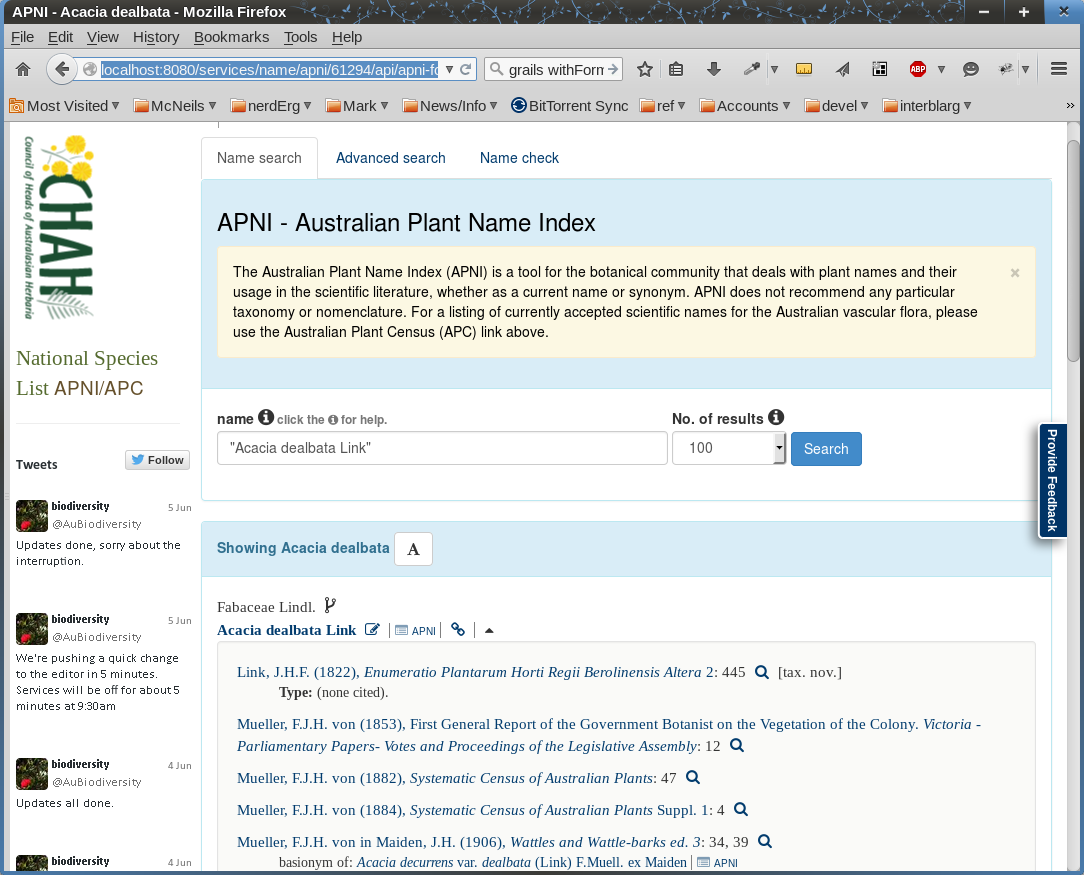 APNI - Acacia dealbata - Mozilla Firefox
File Edit View History Bookmarks Tools Help
localhost:8080/services/name/apni/61294/api/apni-fo
grails withForm
ABP
Most Visited McNeils nerdErg Mark News/Info BitTorrent Sync ref Accounts devel interblarg »
Council of Heads of Australasian Herbaria
CHAH
National Species
List APNI/APC
Tweets
Follow
biodiversity 5 Jun
@AuBiodiversity
Updates done, sorry about the
interruption.
biodiversity 5 Jun
@AuBiodiversity
We're pushing a quick change
to the editor in 5 minutes.
Services will be off for about 5
minutes at 9:30am
biodiversity 4 Jun
@AuBiodiversity
Updates all done.
biodiversity 4 Jun
Name search Advanced search Name check
APNI - Australian Plant Name Index
The Australian Plant Name Index (APNI) is a tool for the botanical community that deals with plant names and their ×
usage in the scientific literature, whether as a current name or synonym. APNI does not recommend any particular
taxonomy or nomenclature. For a listing of currently accepted scientific names for the Australian vascular flora, please
use the Australian Plant Census (APC) link above.
name click the for help. No. of results
"Acacia dealbata Link" 100 Search
Provide Feedback
Showing Acacia dealbata A
Fabaceae Lindl.
Acacia dealbata Link | APNI | |
Link, J.H.F. (1822), Enumeratio Plantarum Horti Regii Berolinensis Altera 2: 445 [tax. nov.]
Type: (none cited).
Mueller, F.J.H. von (1853), First General Report of the Government Botanist on the Vegetation of the Colony. Victoria -
Parliamentary Papers- Votes and Proceedings of the Legislative Assembly: 12
Mueller, F.J.H. von (1882), Systematic Census of Australian Plants: 47
Mueller, F.J.H. von (1884), Systematic Census of Australian Plants Suppl. 1: 4
Mueller, F.J.H. von in Maiden, J.H. (1906), Wattles and Wattle-barks ed. 3: 34, 39
basionym of: Acacia decurrens var. dealbata (Link) F.Muell. ex Maiden | APNI